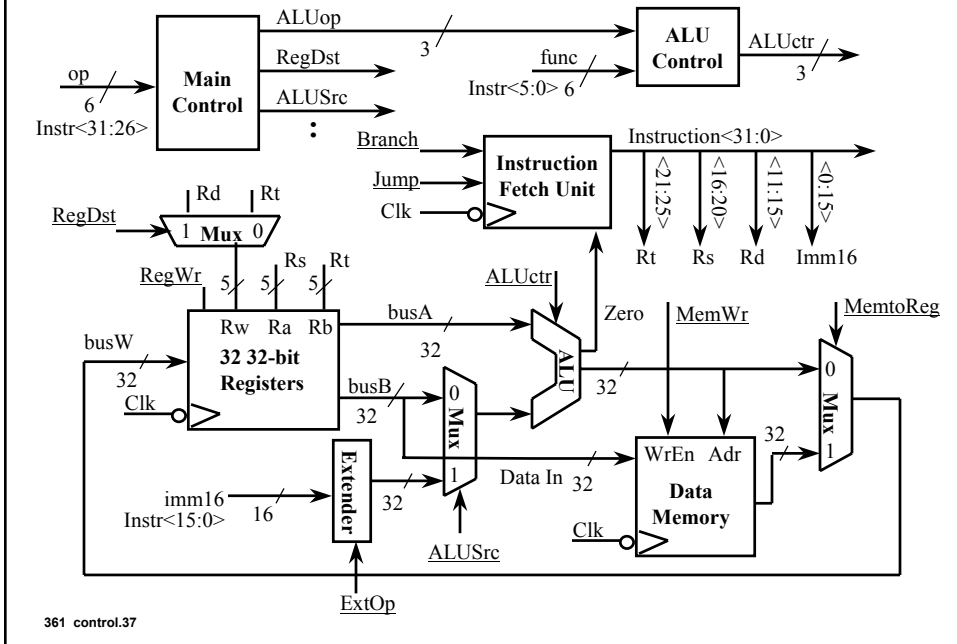 ALUop
3
RegDst
ALUSrc
:
op
6
Instr<31:26>
Main
Control
func
Instr<5:0> 6
ALU
Control
ALUctr
3
Branch
Jump
Clk
Instruction
Fetch Unit
Instruction<31:0>
<21:25>
<16:20>
<11:15>
<0:15>
Rt
Rs
Rd
Imm16
Rd
Rt
RegDst
1 Mux 0
RegWr
5
5
Rs
5
Rt
busW
32
Clk
Rw Ra Rb
32 32-bit
Registers
busA
32
busB
32
0
Mux
1
ALUctr
ALU
Zero
32
MemWr
MemtoReg
0
Mux
1
imm16
Instr<15:0>
16
Extender
32
ExtOp
ALUSrc
Data In
32
WrEn Adr
Data
Memory
Clk
32
361 control.37